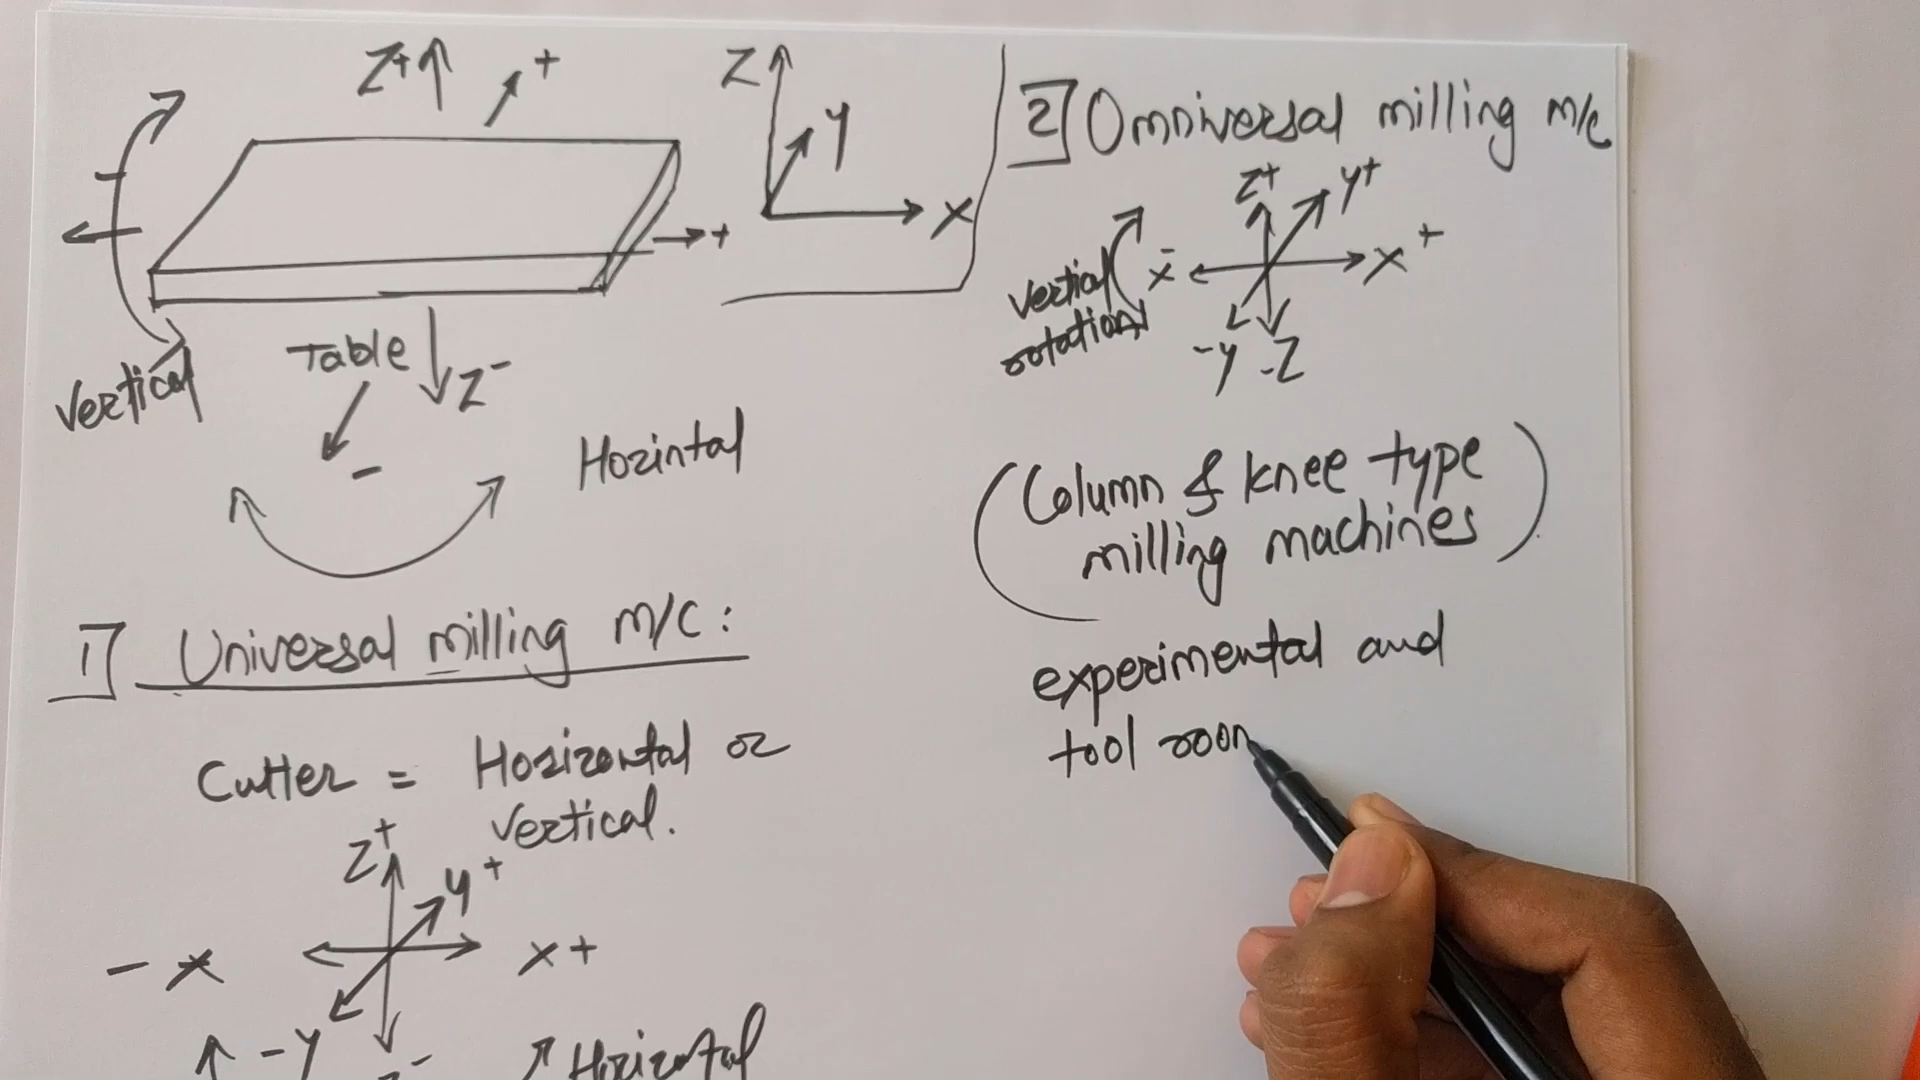 Z+ +
- +
Table Z-
Vertical
-
Hozintal
Z
Y
X
1] Universal milling m/c:
Cutter = Horizontal or
Vertical.
Z+
Y+
- x x+
-Y
Z-
Horizontal
2] Omniversal milling m/c
Z+ Y+
x- X+
Vertical
rotation
-Y -Z
(Column & knee type
milling machines)
experimental and
tool room